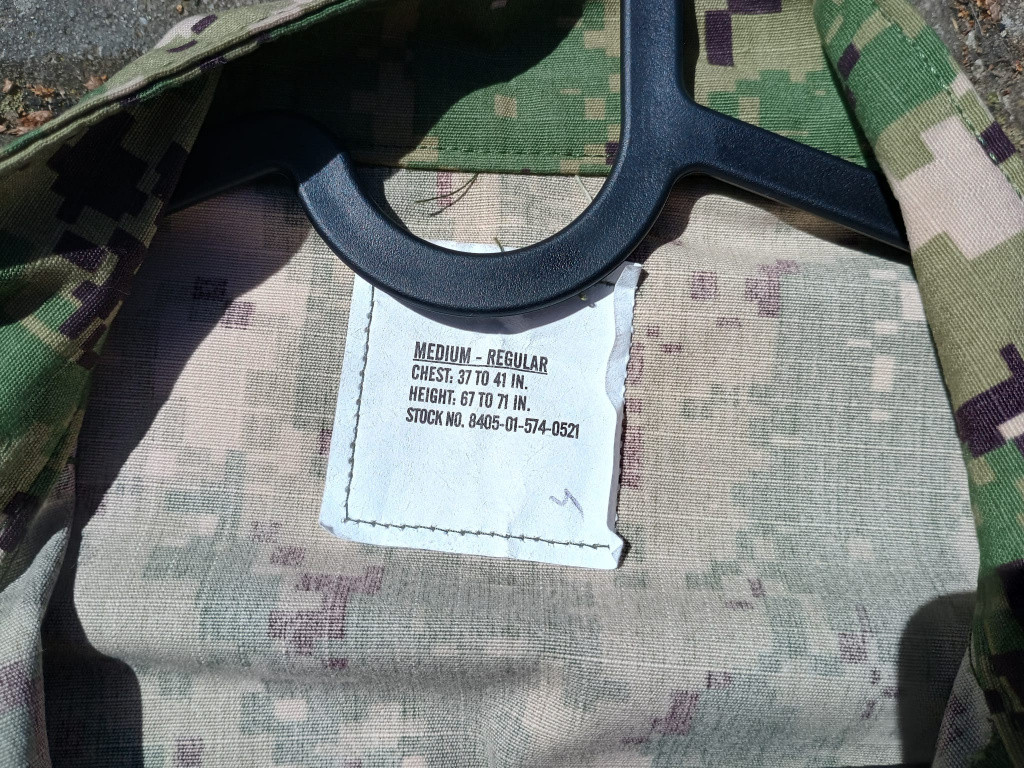 MEDIUM - REGULAR
CHEST: 37 TO 41 IN.
HEIGHT: 67 TO 71 IN.
STOCK NO. 8405-01-574-0521